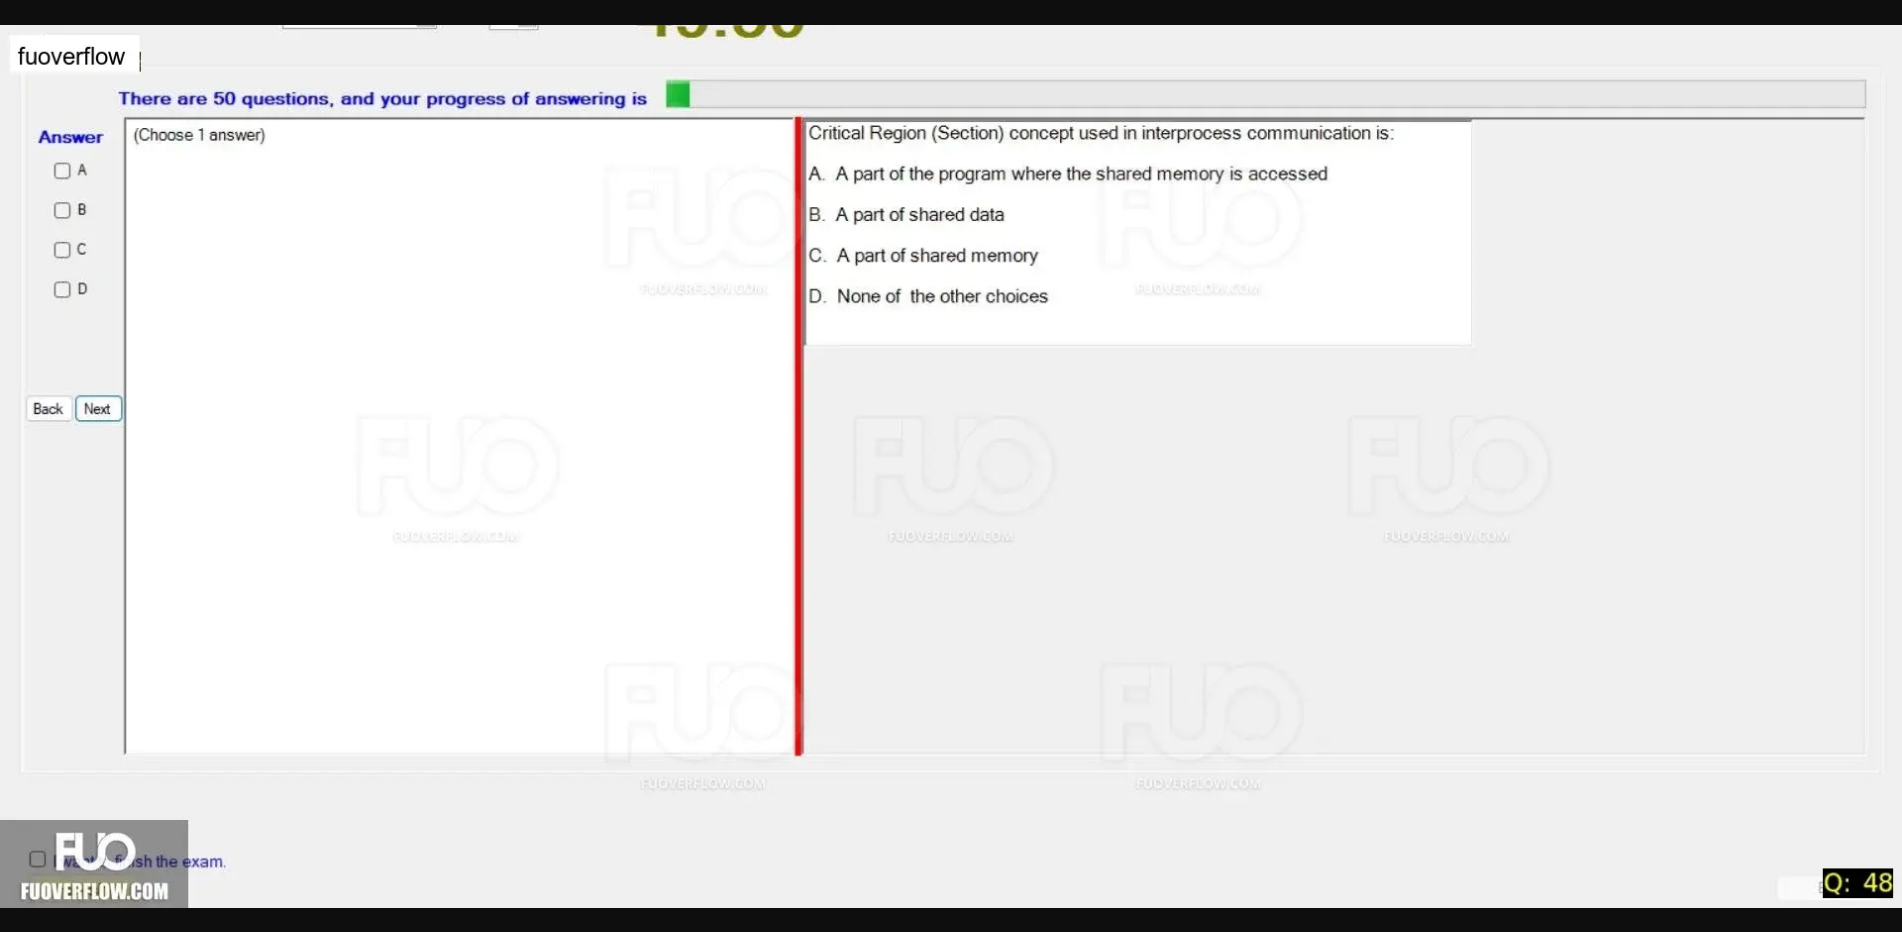 fuoverflow
There are 50 questions, and your progress of answering is
Answer
(Choose 1 answer)
A
B
C
D
Back
Next
Critical Region (Section) concept used in interprocess communication is:
A. A part of the program where the shared memory is accessed
B. A part of shared data
C. A part of shared memory
D. None of the other choices
FUO
FUOVERFLOW.COM
FUO
FUOVERFLOW.COM
FUO
FUOVERFLOW.COM
FUO
FUOVERFLOW.COM
FUO
FUOVERFLOW.COM
FUO
FUOVERFLOW.COM
FUO
FUOVERFLOW.COM
the exam.
FUO
FUOVERFLOW.COM
Q: 48